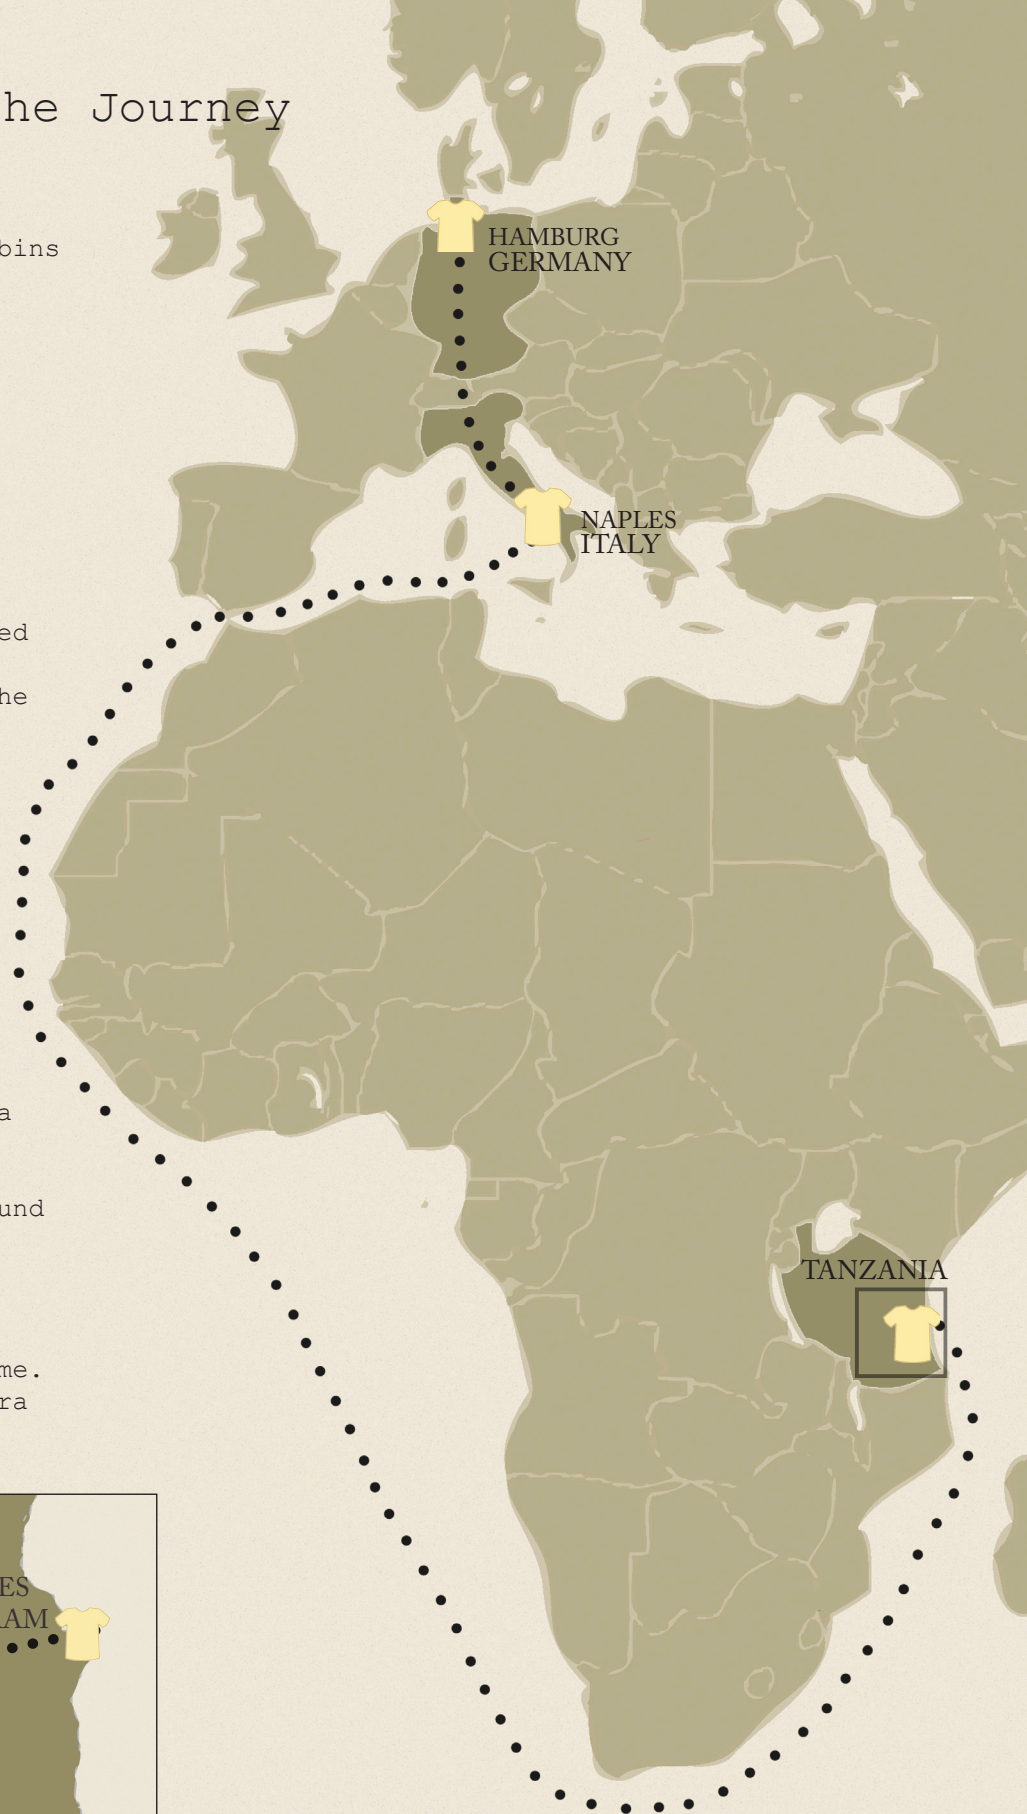 he Journey
bins
HAMBURG
GERMANY
NAPLES
ITALY
ed
he
a
und
TANZANIA
me.
ra
ES
AM